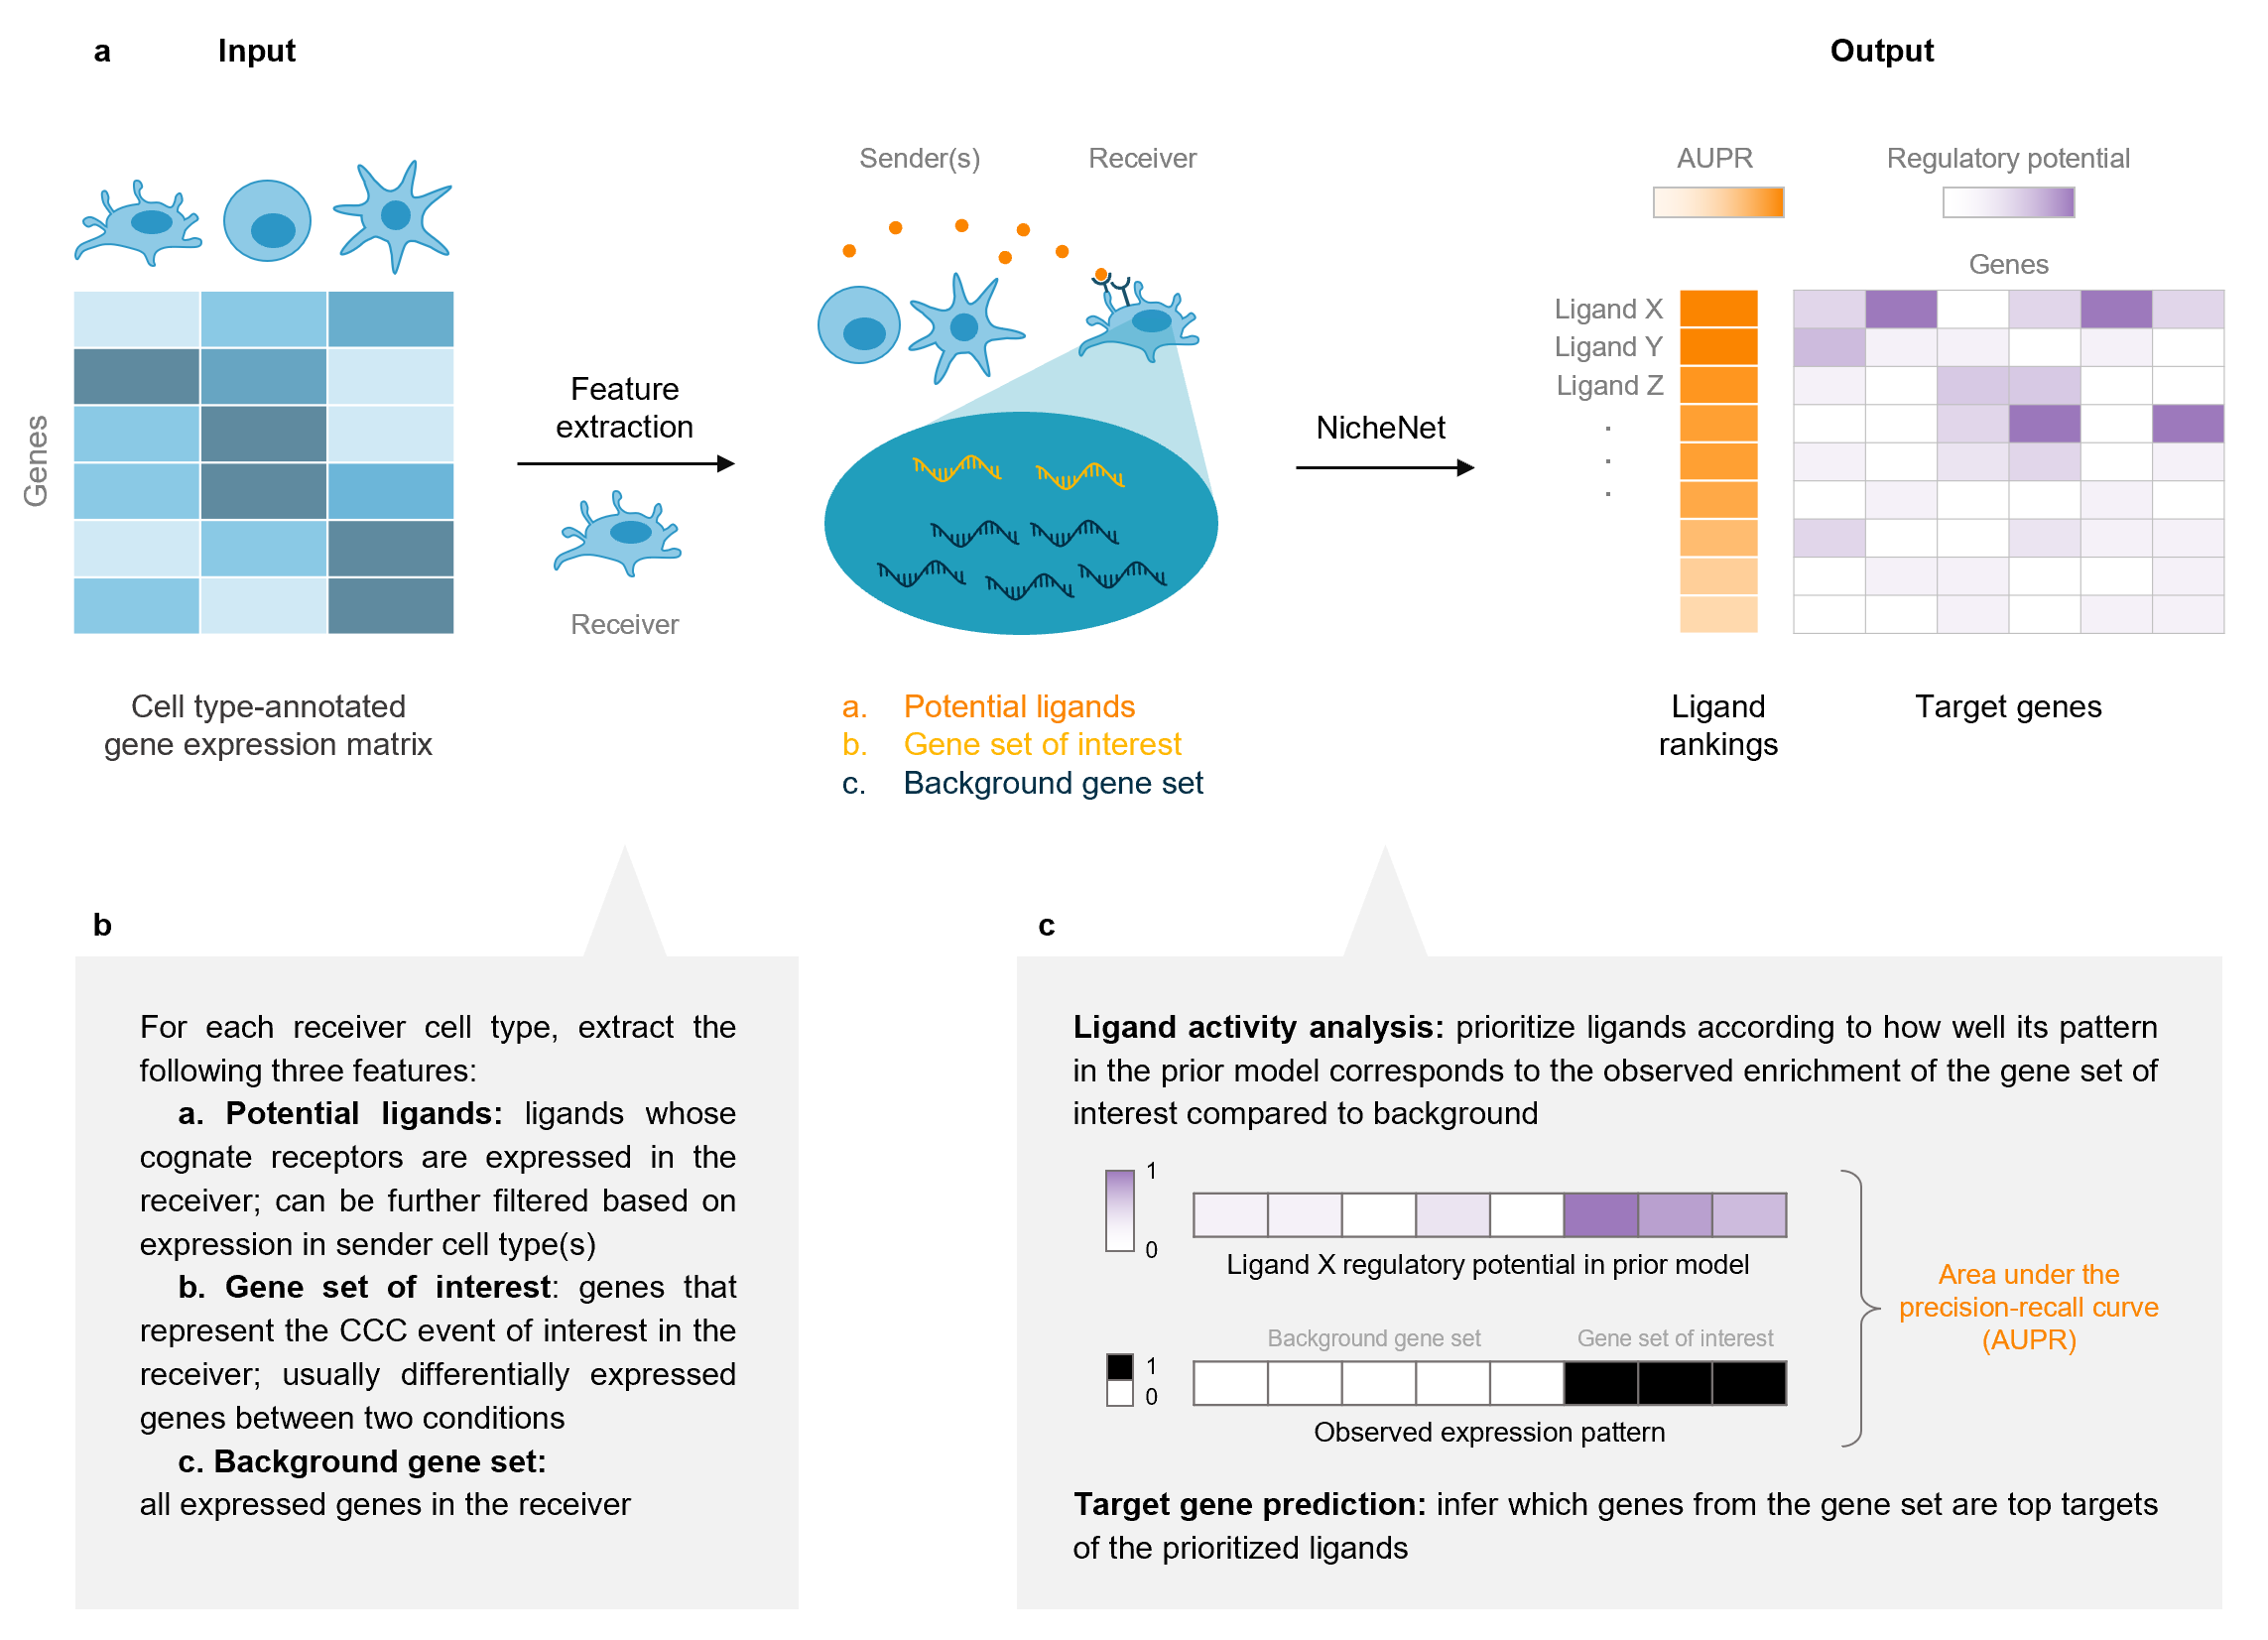 a Input
Output
Sender(s) Receiver
AUPR Regulatory potential
Genes
Genes
Feature
extraction
Receiver
NicheNet
Ligand X
Ligand Y
Ligand Z
.
.
.
Cell type-annotated
gene expression matrix
a. Potential ligands
b. Gene set of interest
c. Background gene set
Ligand
rankings
Target genes
b
For each receiver cell type, extract the
following three features:
a. Potential ligands: ligands whose
cognate receptors are expressed in the
receiver; can be further filtered based on
expression in sender cell type(s)
b. Gene set of interest: genes that
represent the CCC event of interest in the
receiver; usually differentially expressed
genes between two conditions
c. Background gene set:
all expressed genes in the receiver
c
Ligand activity analysis: prioritize ligands according to how well its pattern
in the prior model corresponds to the observed enrichment of the gene set of
interest compared to background
1
0
Ligand X regulatory potential in prior model
Background gene set Gene set of interest
1
0
Observed expression pattern
Area under the
precision-recall curve
(AUPR)
Target gene prediction: infer which genes from the gene set are top targets
of the prioritized ligands